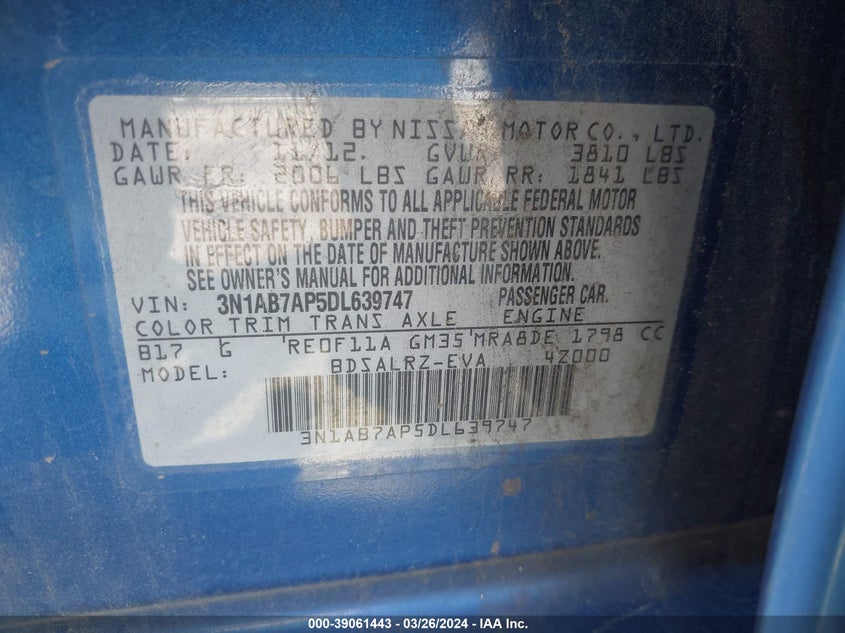 MANUFACTURED BY NISSAN MOTOR CO., LTD.
DATE: 11/12. GVWR: 3810 LBS
GAWR FR: 2006 LBS GAWR RR: 1841 LBS
THIS VEHICLE CONFORMS TO ALL APPLICABLE FEDERAL MOTOR
VEHICLE SAFETY, BUMPER AND THEFT PREVENTION STANDARDS
IN EFFECT ON THE DATE OF MANUFACTURE SHOWN ABOVE.
SEE OWNER'S MANUAL FOR ADDITIONAL INFORMATION.
VIN: 3N1AB7AP5DL639747 PASSENGER CAR.
COLOR TRIM TRANS AXLE ENGINE
B17 G RE0F11A GM35 MRA8DE 1798 CC
MODEL: BDSALRZ-EVA 4Z000
3N1AB7AP5DL639747
000-39061443 / 03/26/2024 / IAA Inc.